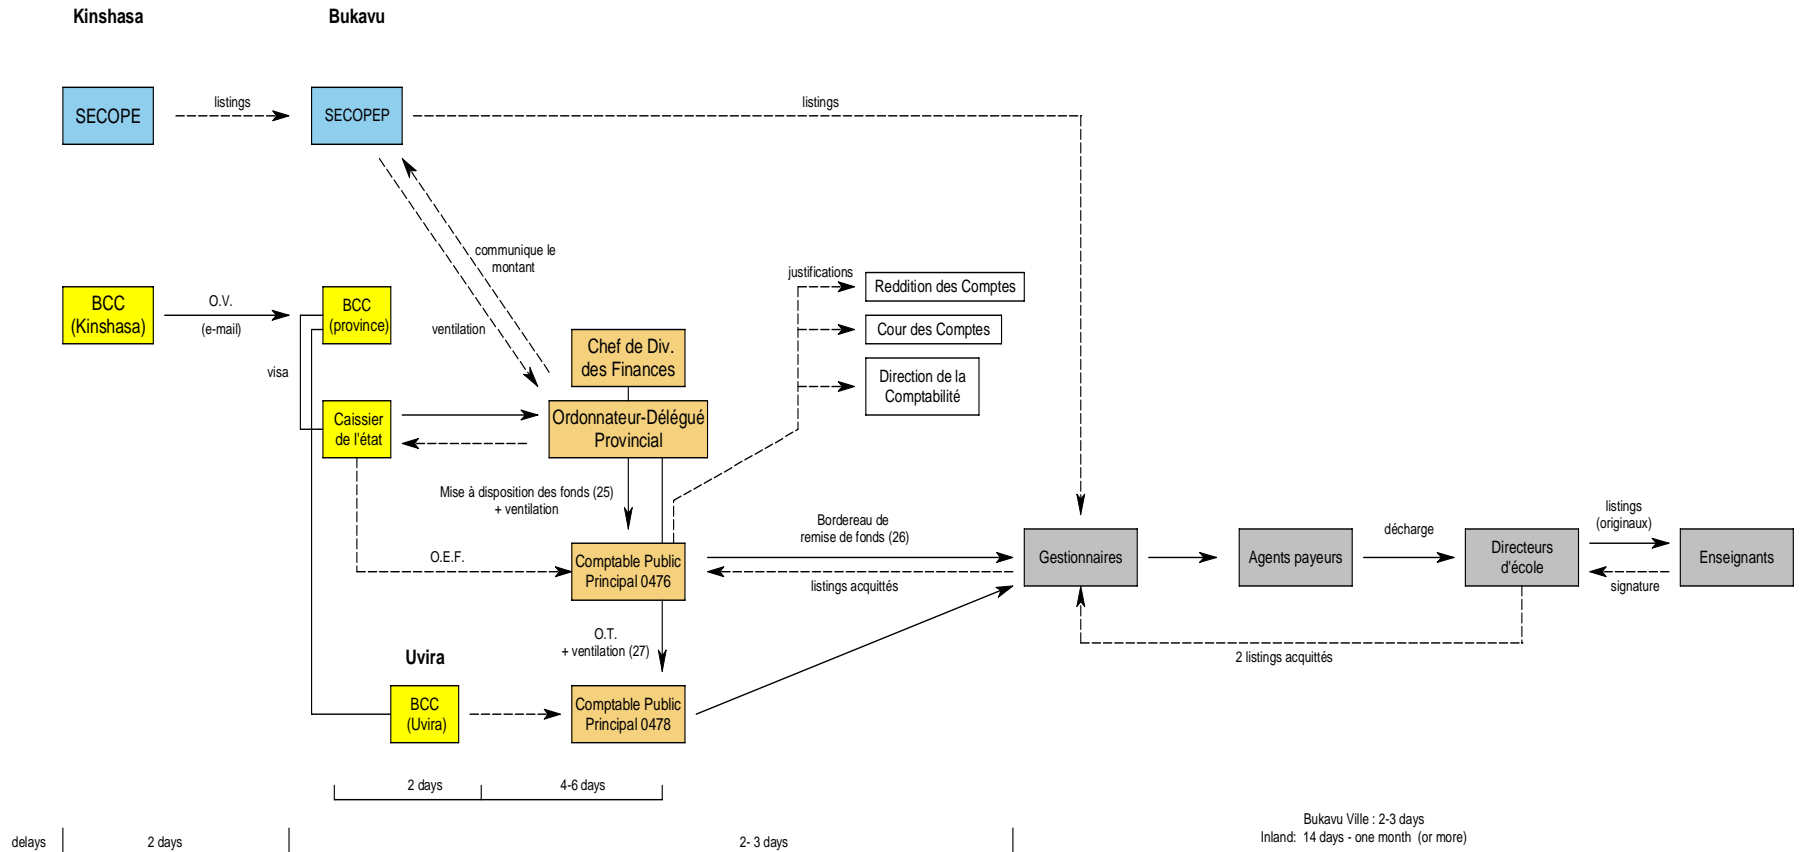 Kinshasa
Bukavu
SECOPE
listings
SECOPEP
listings
communique le
montant
ventilation
BCC
(Kinshasa)
O.V.
(e-mail)
BCC
(province)
visa
justifications
Reddition des Comptes
Cour des Comptes
Direction de la
Comptabilité
Chef de Div.
des Finances
Caissier
de l'état
Ordonnateur-Délégué
Provincial
Mise à disposition des fonds (25)
+ ventilation
O.E.F.
Comptable Public
Principal 0476
Bordereau de
remise de fonds (26)
listings acquittés
Gestionnaires
Agents payeurs
décharge
Directeurs
d'école
listings
(originaux)
signature
Enseignants
2 listings acquittés
O.T.
+ ventilation (27)
Uvira
BCC
(Uvira)
Comptable Public
Principal 0478
2 days
4-6 days
delays
2 days
2- 3 days
Bukavu Ville : 2-3 days
Inland: 14 days - one month (or more)